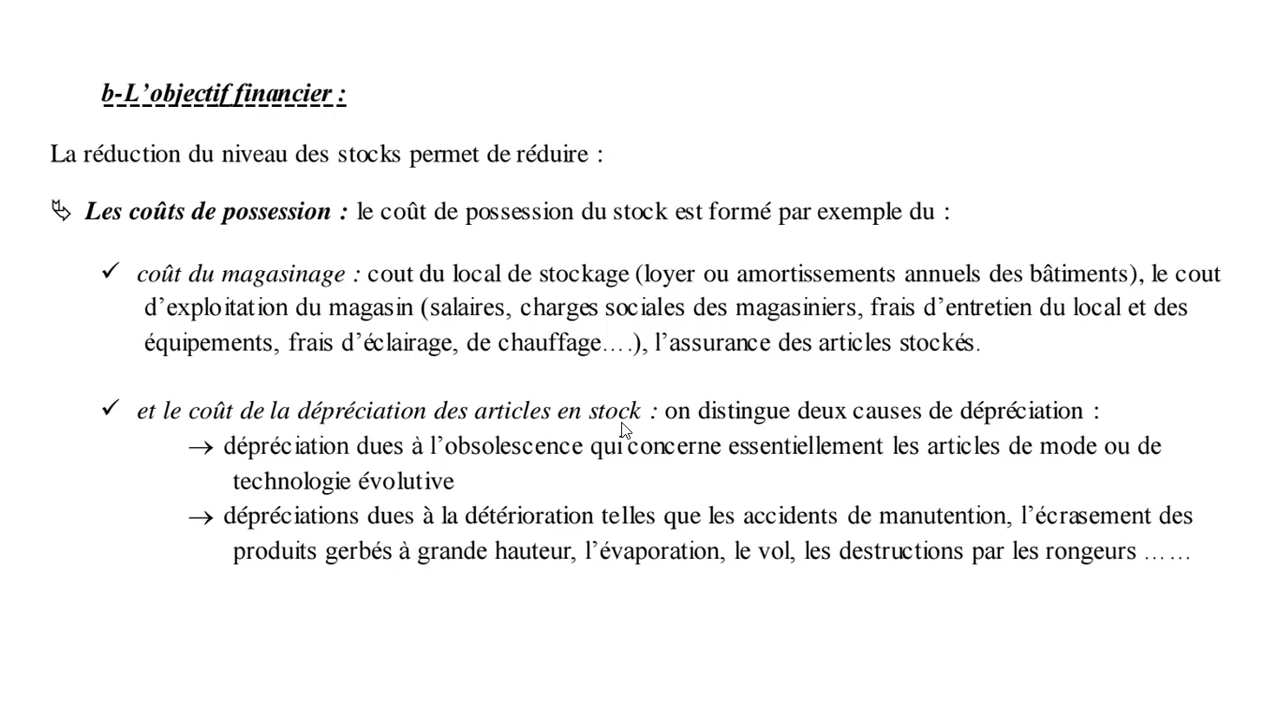 b-L’objectif financier :
La réduction du niveau des stocks permet de réduire :
Les coûts de possession : le coût de possession du stock est formé par exemple du :
✓ coût du magasinage : cout du local de stockage (loyer ou amortissements annuels des bâtiments), le cout
d’exploitation du magasin (salaires, charges sociales des magasiniers, frais d’entretien du local et des
équipements, frais d’éclairage, de chauffage….), l’assurance des articles stockés.
✓ et le coût de la dépréciation des articles en stock : on distingue deux causes de dépréciation :
→ dépréciation dues à l’obsolescence qui concerne essentiellement les articles de mode ou de
technologie évolutive
→ dépréciations dues à la détérioration telles que les accidents de manutention, l’écrasement des
produits gerbés à grande hauteur, l’évaporation, le vol, les destructions par les rongeurs ……